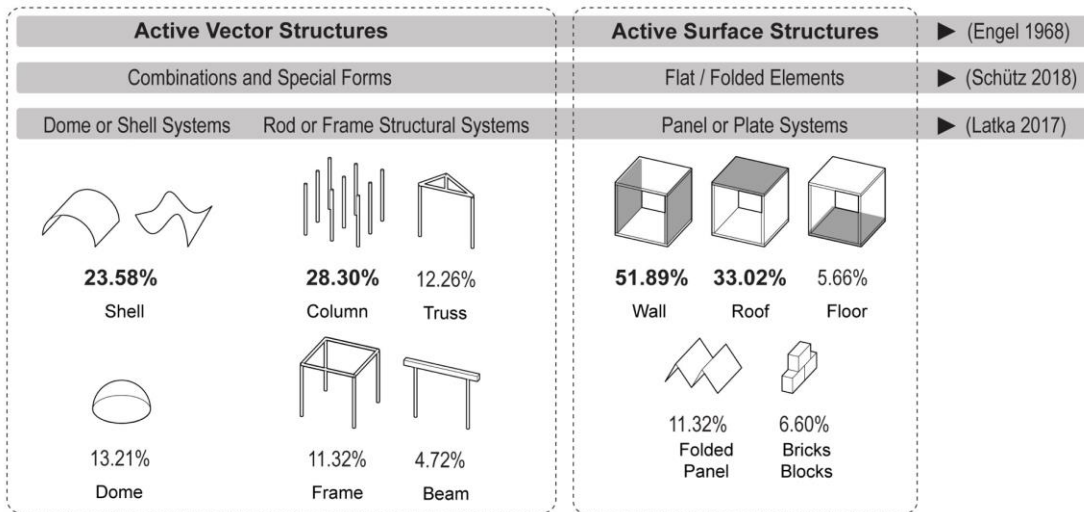 Active Vector Structures Active Surface Structures ► (Engel 1968)
Combinations and Special Forms Flat / Folded Elements ► (Schütz 2018)
Dome or Shell Systems Rod or Frame Structural Systems Panel or Plate Systems ► (Latka 2017)
23.58% 28.30% 12.26% 51.89% 33.02% 5.66%
Shell Column Truss Wall Roof Floor
11.32% 6.60%
Folded Bricks
Panel Blocks
13.21% 11.32% 4.72%
Dome Frame Beam